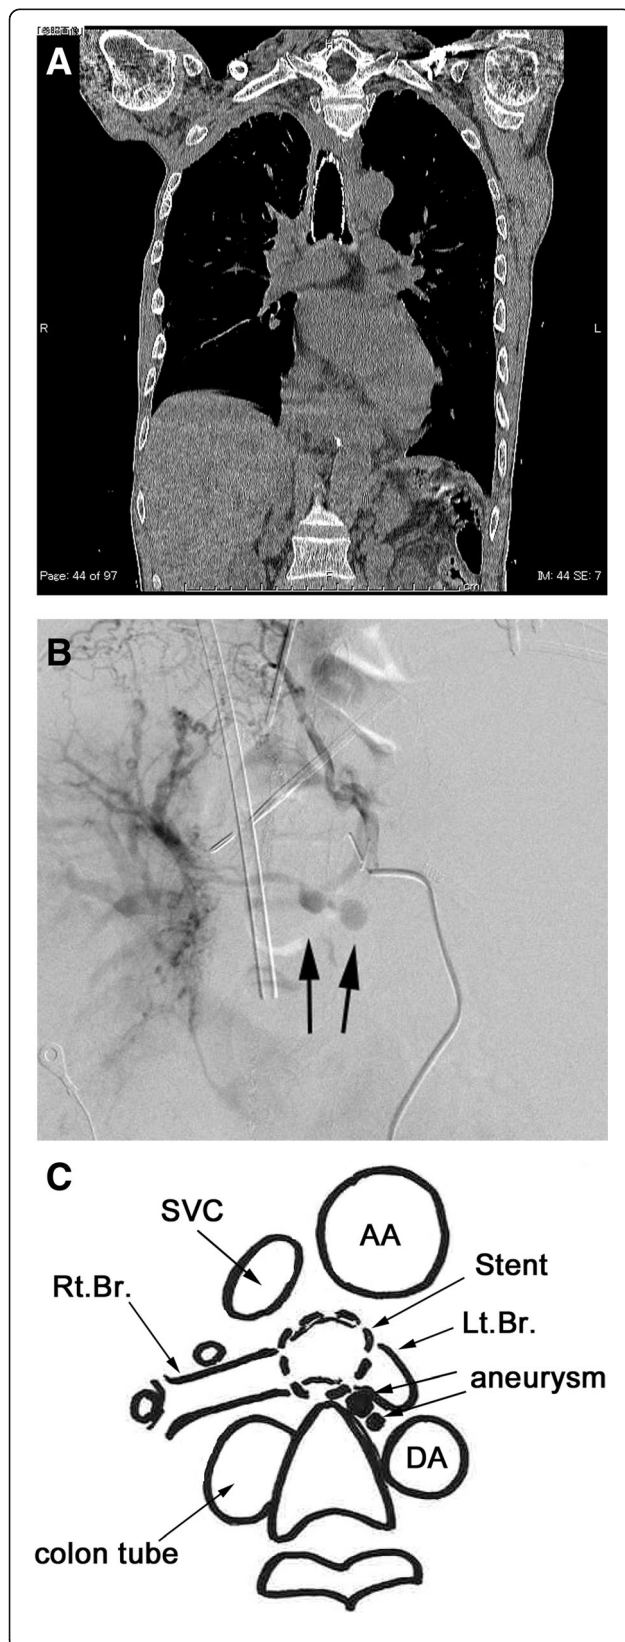 A
H
R
L
Page: 44 of 97
F
IM: 44 SE: 7
cm
B
C
SVC
AA
Rt.Br.
Stent
Lt.Br.
aneurysm
DA
colon tube